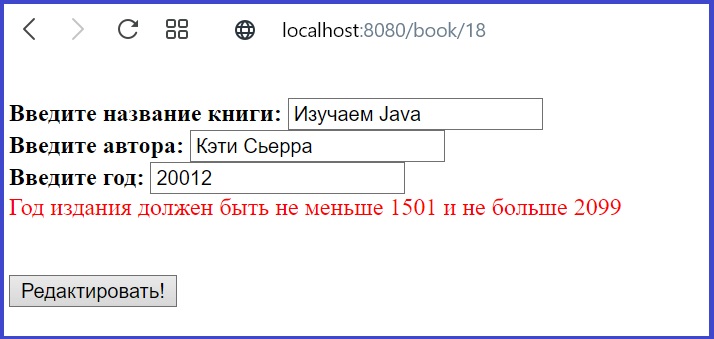 localhost:8080/book/18
Введите название книги: Изучаем Java
Введите автора: Кэти Сьерра
Введите год: 20012
Год издания должен быть не меньше 1501 и не больше 2099
Редактировать!